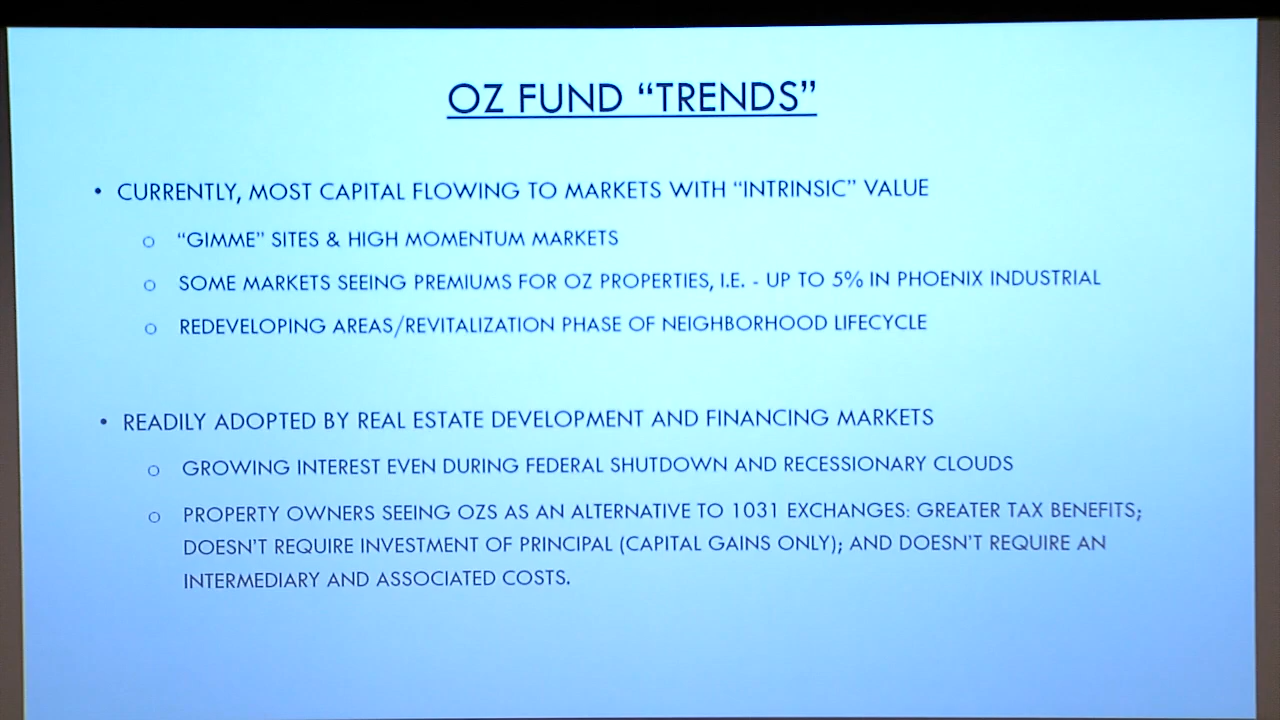 OZ FUND “TRENDS”
• CURRENTLY, MOST CAPITAL FLOWING TO MARKETS WITH “INTRINSIC” VALUE
o “GIMME” SITES & HIGH MOMENTUM MARKETS
o SOME MARKETS SEEING PREMIUMS FOR OZ PROPERTIES, I.E. - UP TO 5% IN PHOENIX INDUSTRIAL
o REDEVELOPING AREAS/REVITALIZATION PHASE OF NEIGHBORHOOD LIFECYCLE
• READILY ADOPTED BY REAL ESTATE DEVELOPMENT AND FINANCING MARKETS
o GROWING INTEREST EVEN DURING FEDERAL SHUTDOWN AND RECESSIONARY CLOUDS
o PROPERTY OWNERS SEEING OZS AS AN ALTERNATIVE TO 1031 EXCHANGES: GREATER TAX BENEFITS;
DOESN’T REQUIRE INVESTMENT OF PRINCIPAL (CAPITAL GAINS ONLY); AND DOESN’T REQUIRE AN
INTERMEDIARY AND ASSOCIATED COSTS.